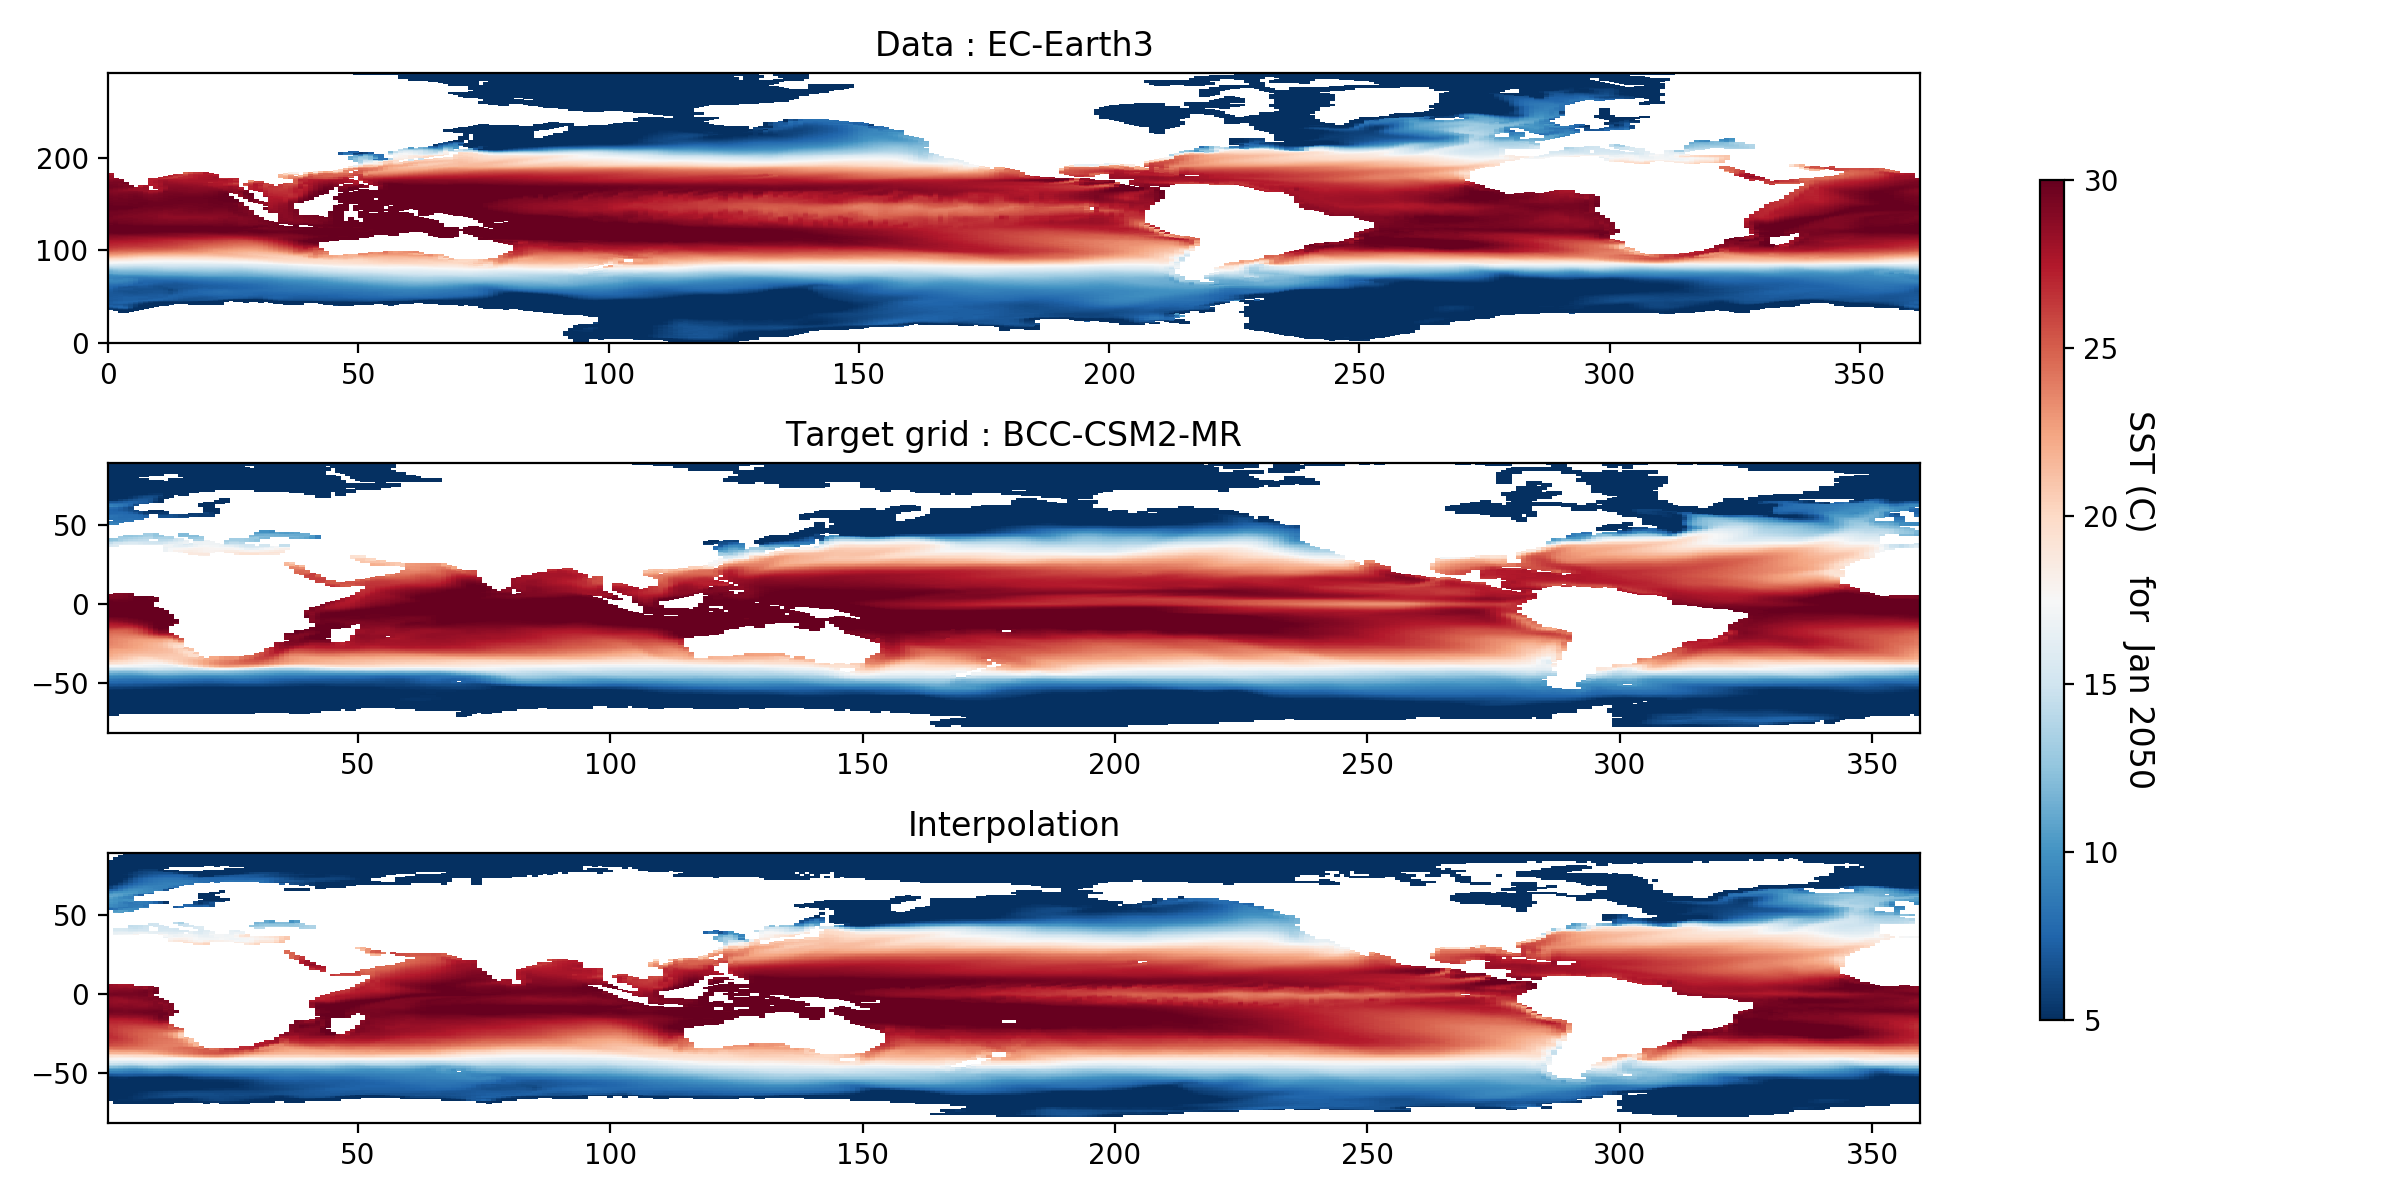 Data : EC-Earth3
200
100
0
0 50 100 150 200 250 300 350
Target grid : BCC-CSM2-MR
50
0
−50
50 100 150 200 250 300 350
Interpolation
50
0
−50
50 100 150 200 250 300 350
30
25
20
15
10
5
SST (C) for Jan 2050